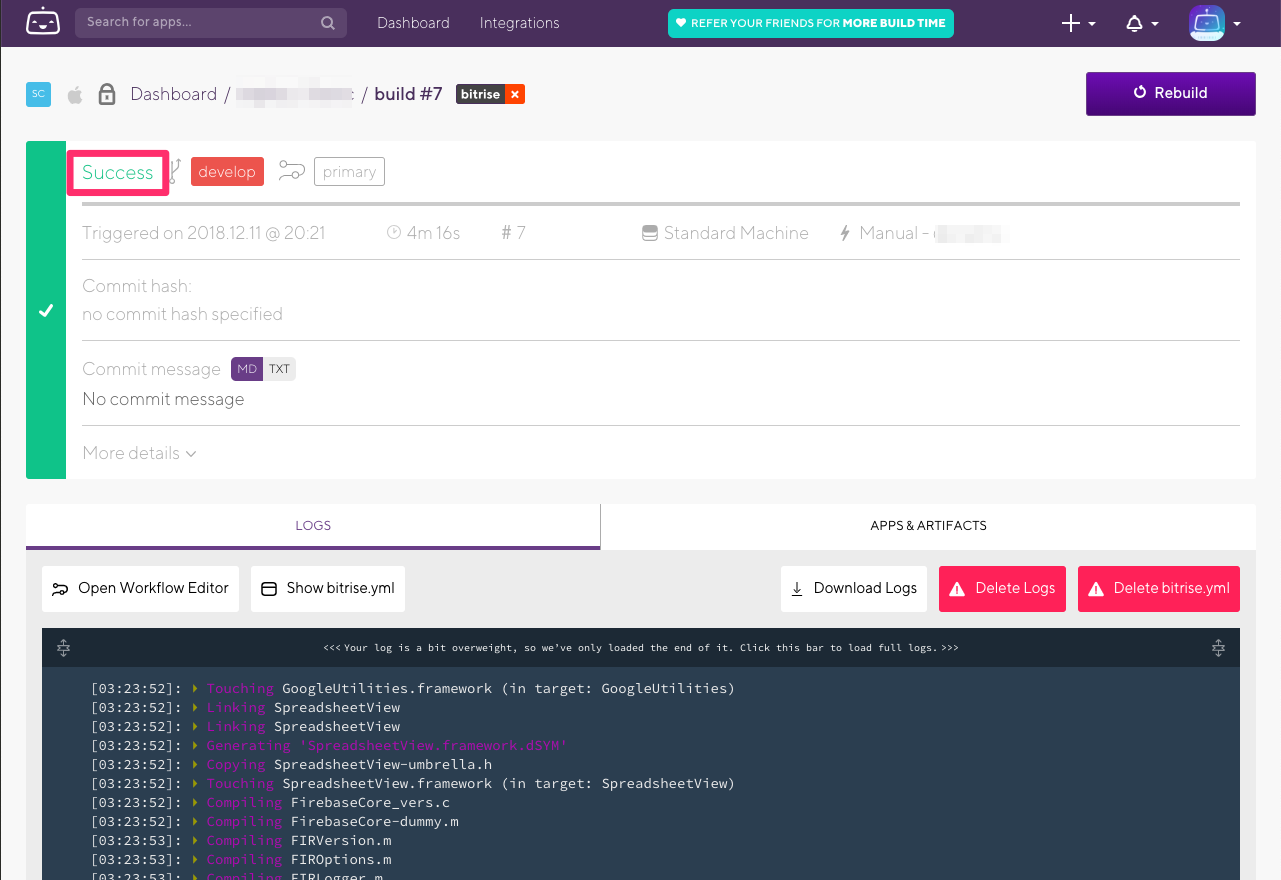 Search for apps...
Dashboard
Integrations
REFER YOUR FRIENDS FOR MORE BUILD TIME
SC
Dashboard / / build #7
bitrise ×
Rebuild
Success
develop
primary
Triggered on 2018.12.11 @ 20:21
4m 16s
# 7
Standard Machine
Manual -
Commit hash:
no commit hash specified
Commit message
MD TXT
No commit message
More details
LOGS
APPS & ARTIFACTS
Open Workflow Editor
Show bitrise.yml
Download Logs
Delete Logs
Delete bitrise.yml
<<< Your log is a bit overweight, so we've only loaded the end of it. Click this bar to load full logs. >>>
[03:23:52]: ▸ Touching GoogleUtilities.framework (in target: GoogleUtilities)
[03:23:52]: ▸ Linking SpreadsheetView
[03:23:52]: ▸ Linking SpreadsheetView
[03:23:52]: ▸ Generating 'SpreadsheetView.framework.dSYM'
[03:23:52]: ▸ Copying SpreadsheetView-umbrella.h
[03:23:52]: ▸ Touching SpreadsheetView.framework (in target: SpreadsheetView)
[03:23:52]: ▸ Compiling FirebaseCore_vers.c
[03:23:52]: ▸ Compiling FirebaseCore-dummy.m
[03:23:53]: ▸ Compiling FIRVersion.m
[03:23:53]: ▸ Compiling FIROptions.m
[03:23:53]: ▸ Compiling FIRLogger.m